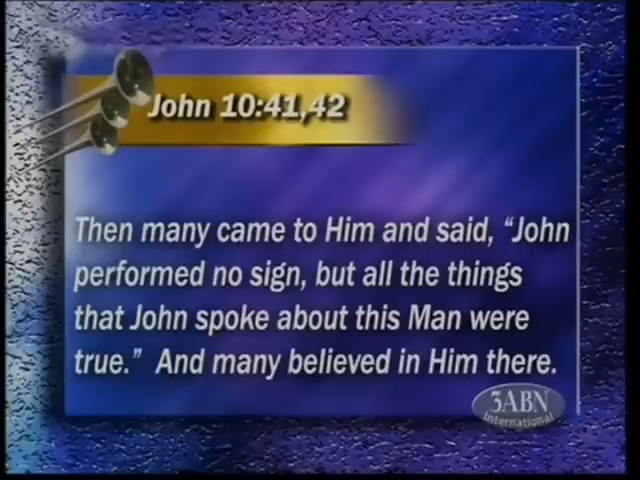 John 10:41,42
Then many came to Him and said, “John
performed no sign, but all the things
that John spoke about this Man were
true.”  And many believed in Him there.
3ABN
International